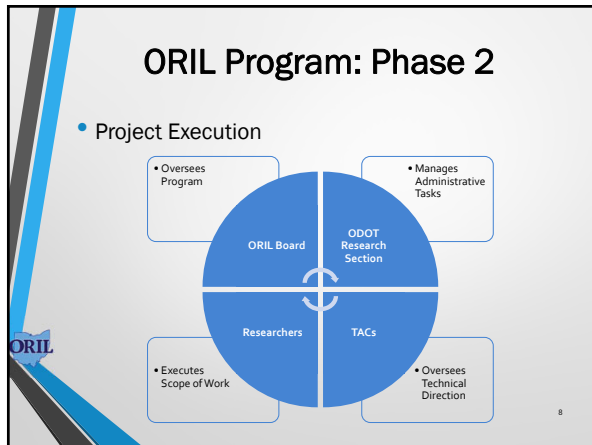 ORIL Program: Phase 2
• Project Execution
• Oversees
Program
• Manages
Administrative
Tasks
ORIL Board
ODOT
Research
Section
Researchers
TACs
• Executes
Scope of Work
• Oversees
Technical
Direction
ORIL
8